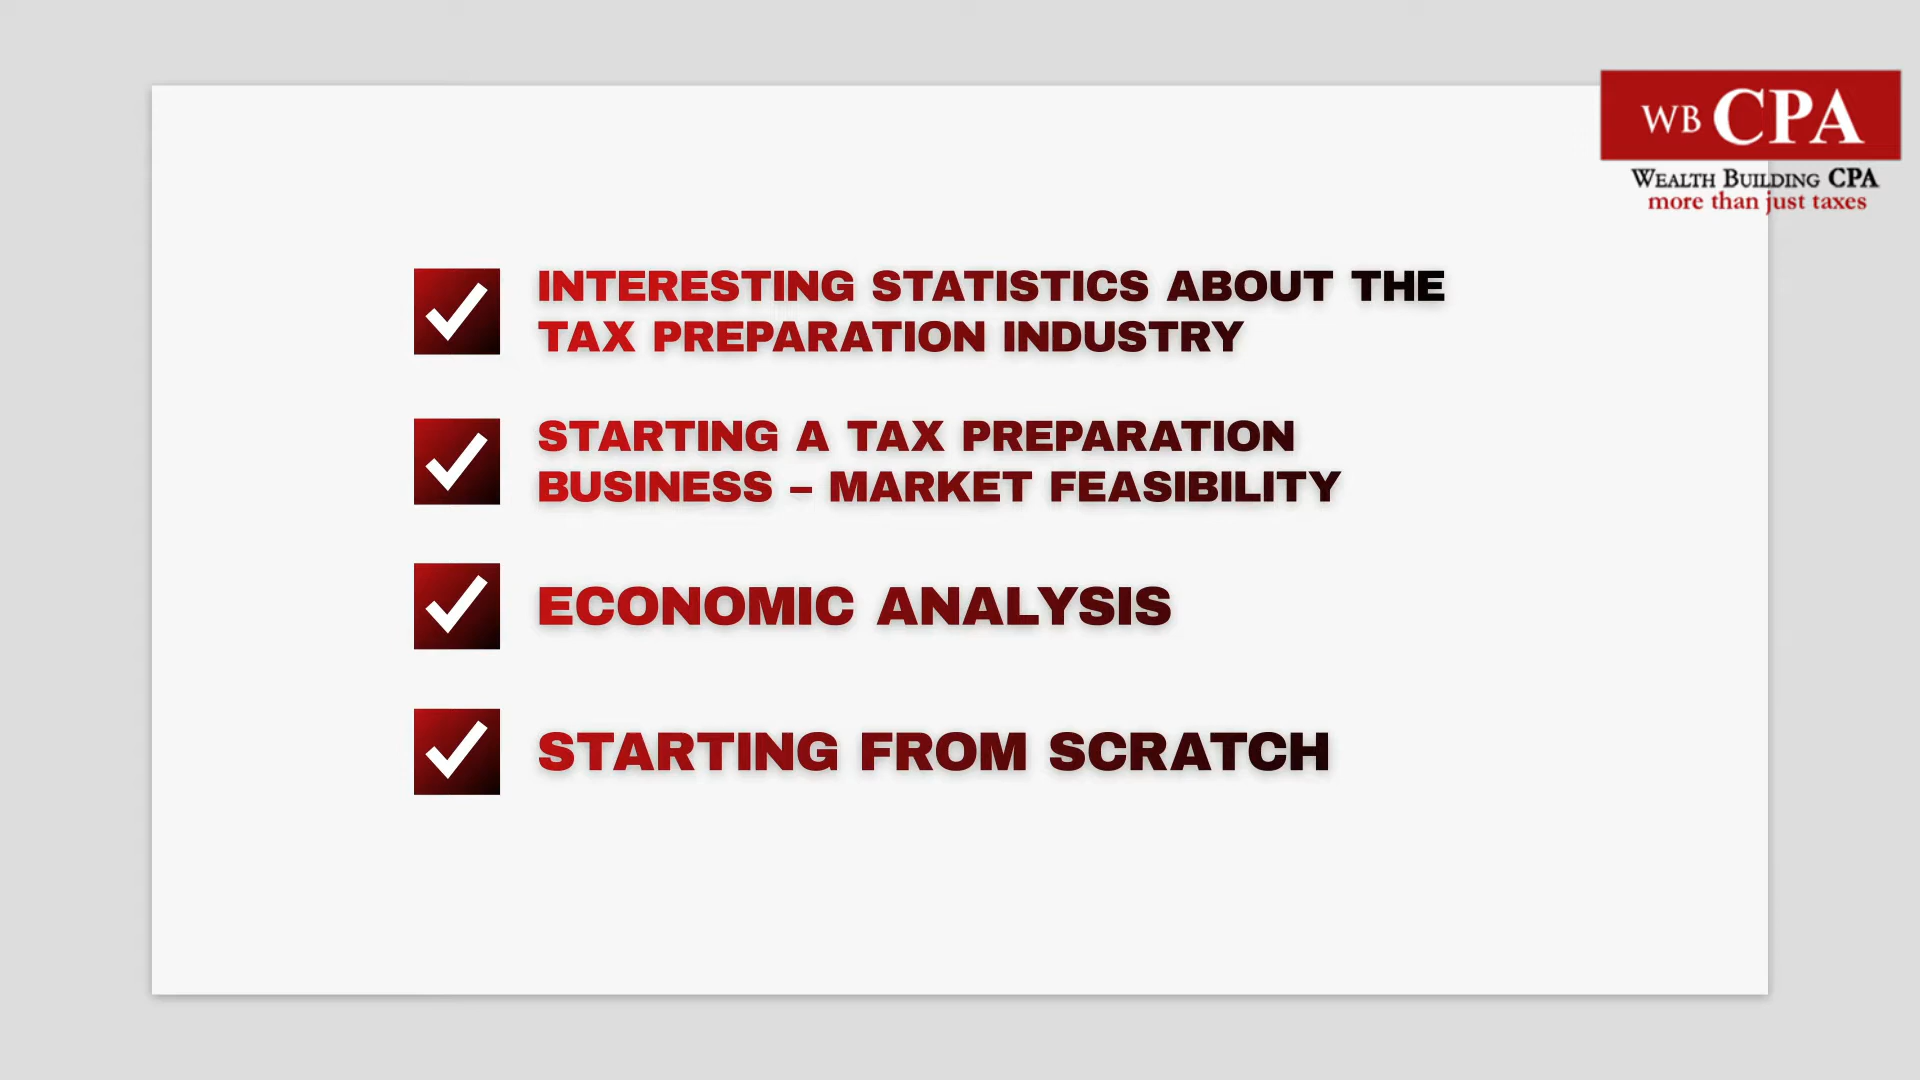 WB CPA
WEALTH BUILDING CPA
more than just taxes
INTERESTING STATISTICS ABOUT THE
TAX PREPARATION INDUSTRY
STARTING A TAX PREPARATION
BUSINESS – MARKET FEASIBILITY
ECONOMIC ANALYSIS
STARTING FROM SCRATCH